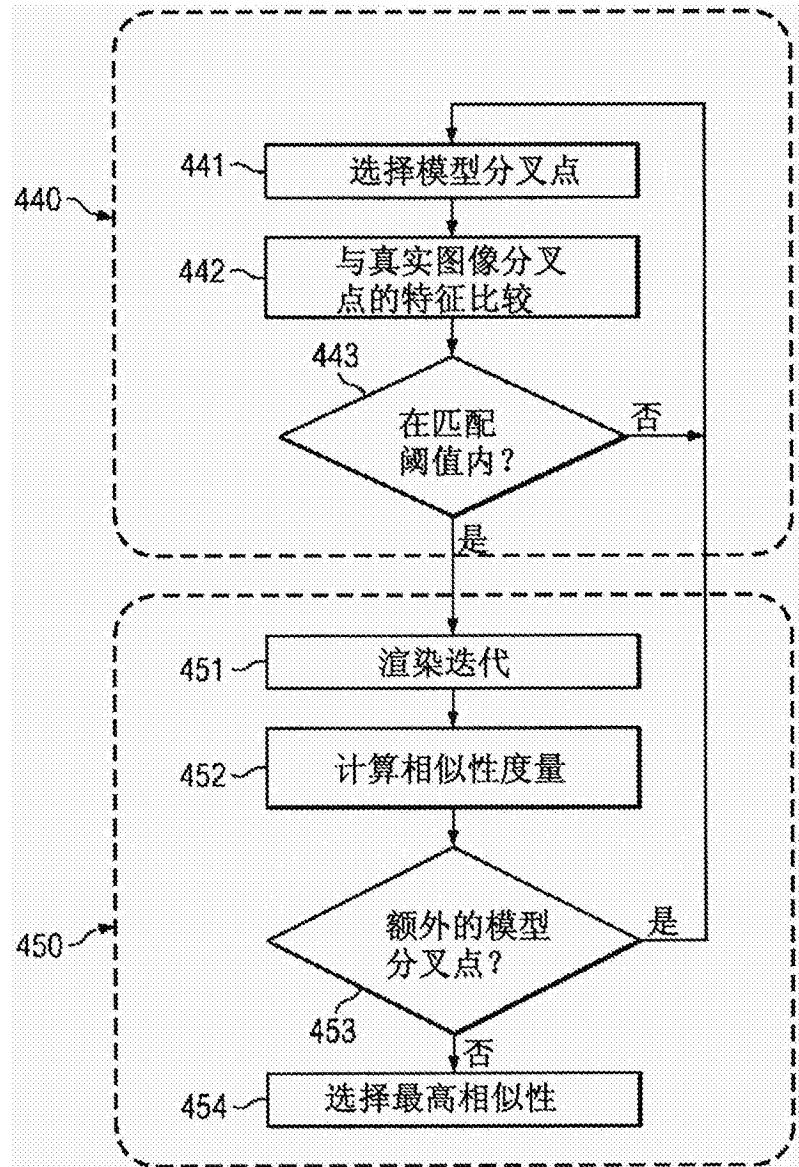 440
441
选择模型分叉点
442
与真实图像分叉
点的特征比较
443
在匹配
阈值内？
否
是
450
451
渲染迭代
452
计算相似性度量
额外的模型
分叉点？
是
453
否
454
选择最高相似性